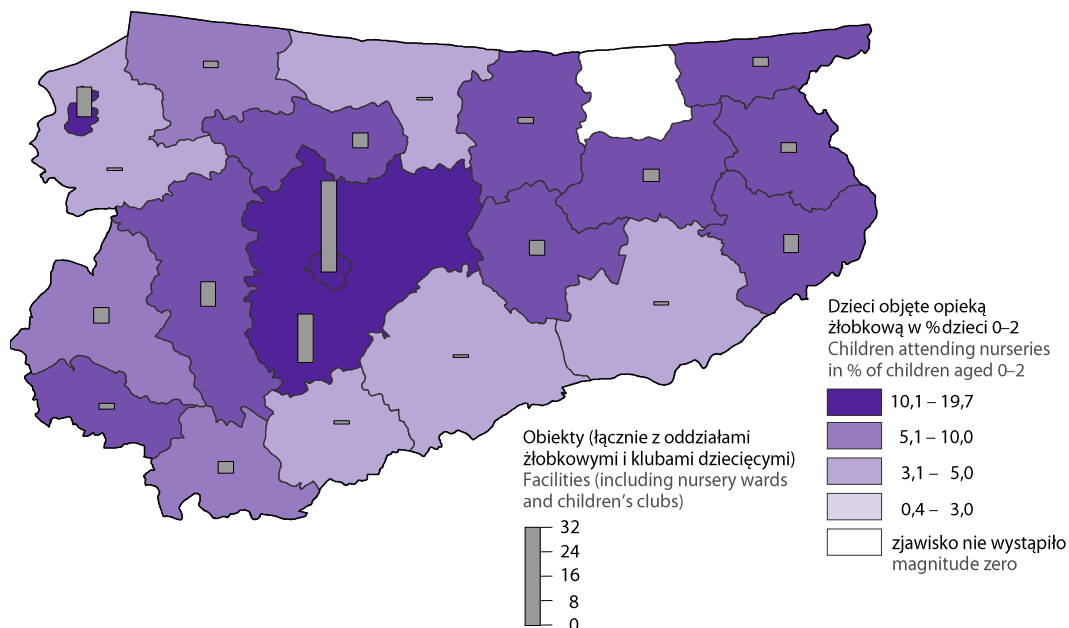 Dzieci objęte opieką
żłobkową w % dzieci 0–2
Children attending nurseries
in % of children aged 0–2
10,1 – 19,7
5,1 – 10,0
3,1 – 5,0
0,4 – 3,0
zjawisko nie wystąpiło
magnitude zero
Obiekty (łącznie z oddziałami
żłobkowymi i klubami dziecięcymi)
Facilities (including nursery wards
and children's clubs)
32
24
16
8
0